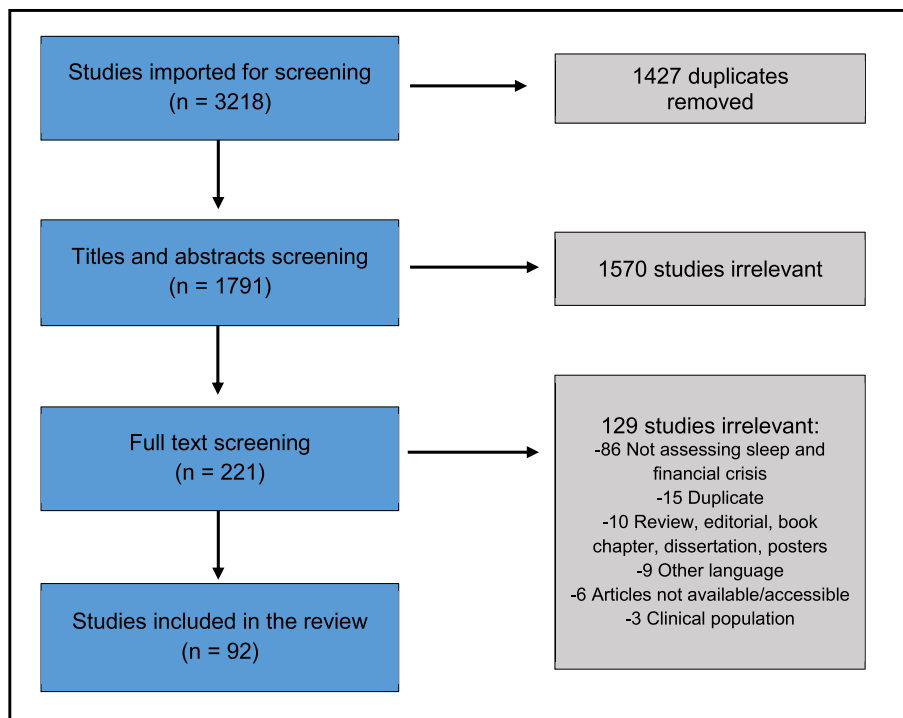 Studies imported for screening
(n = 3218)
1427 duplicates
removed
Titles and abstracts screening
(n = 1791)
1570 studies irrelevant
Full text screening
(n = 221)
129 studies irrelevant:
-86 Not assessing sleep and
financial crisis
-15 Duplicate
-10 Review, editorial, book
chapter, dissertation, posters
-9 Other language
-6 Articles not available/accessible
-3 Clinical population
Studies included in the review
(n = 92)